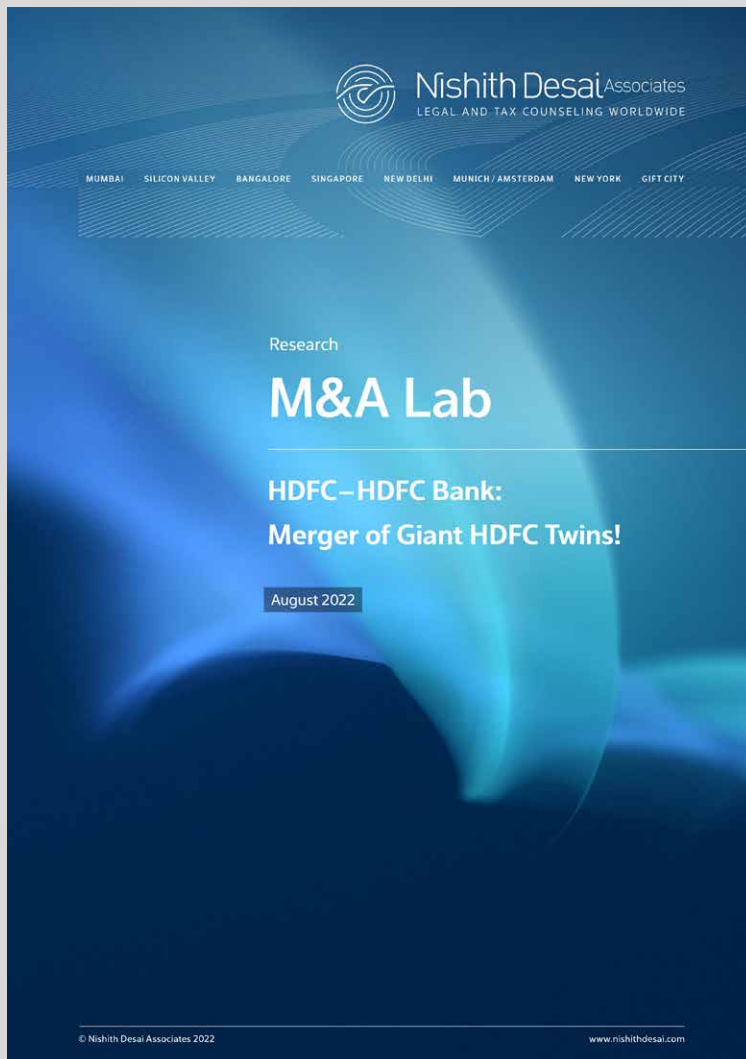 Nishith Desai Associates
LEGAL AND TAX COUNSELING WORLDWIDE
MUMBAI SILICON VALLEY BANGALORE SINGAPORE NEW DELHI MUNICH / AMSTERDAM NEW YORK GIFT CITY
Research
M&A Lab
HDFC–HDFC Bank:
Merger of Giant HDFC Twins!
August 2022
© Nishith Desai Associates 2022 www.nishithdesai.com